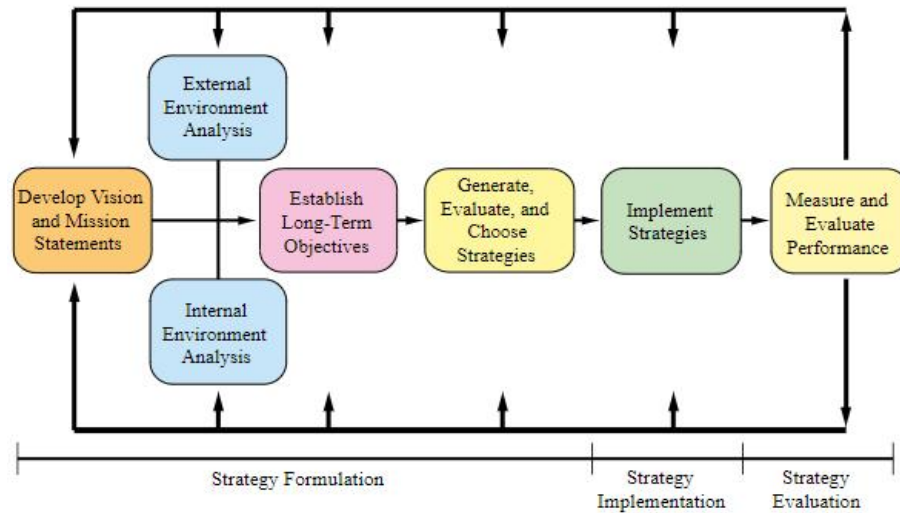 External
Environment
Analysis
Develop Vision
and Mission
Statements
Establish
Long-Term
Objectives
Generate,
Evaluate, and
Choose
Strategies
Implement
Strategies
Measure and
Evaluate
Performance
Internal
Environment
Analysis
Strategy Formulation
Strategy
Implementation
Strategy
Evaluation